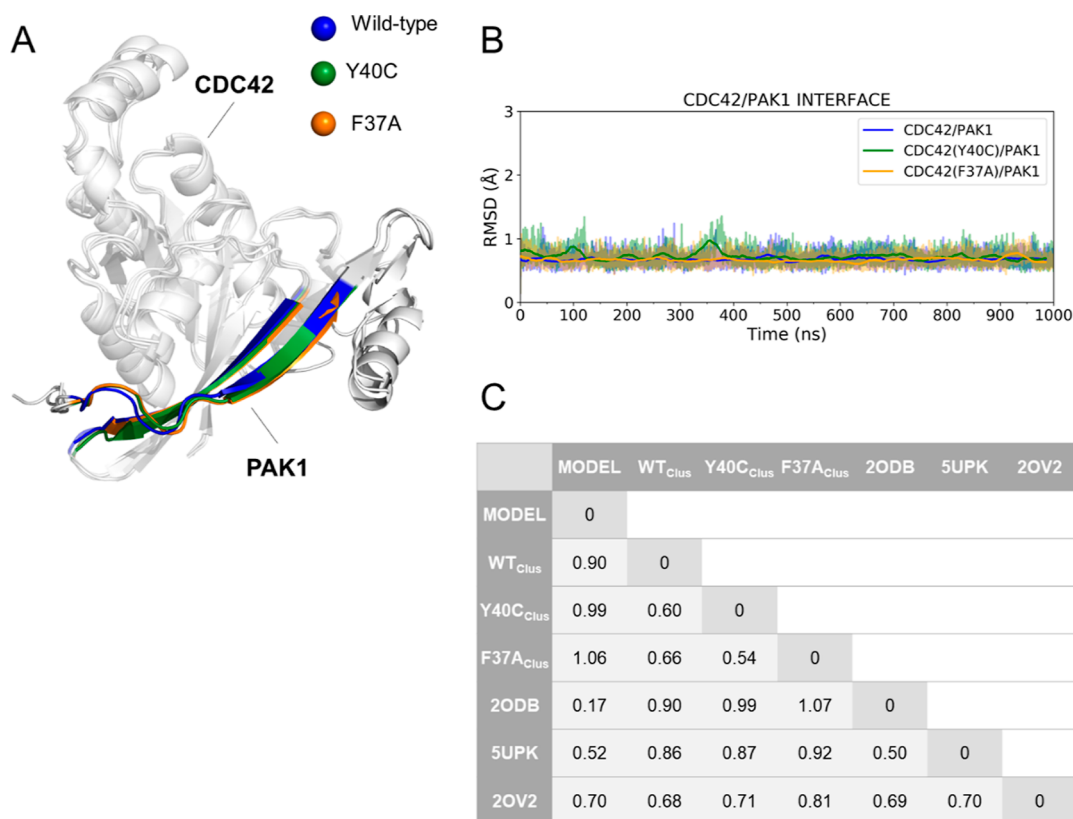 A
Wild-type
Y40C
F37A
CDC42
PAK1
B
CDC42/PAK1 INTERFACE
CDC42/PAK1
CDC42(Y40C)/PAK1
CDC42(F37A)/PAK1
RMSD (Å)
3
2
1
0
0 100 200 300 400 500 600 700 800 900 1000
Time (ns)
C
MODEL WTClus Y40CClus F37AClus 2ODB 5UPK 2OV2
MODEL 0
WTClus 0.90 0
Y40CClus 0.99 0.60 0
F37AClus 1.06 0.66 0.54 0
2ODB 0.17 0.90 0.99 1.07 0
5UPK 0.52 0.86 0.87 0.92 0.50 0
2OV2 0.70 0.68 0.71 0.81 0.69 0.70 0